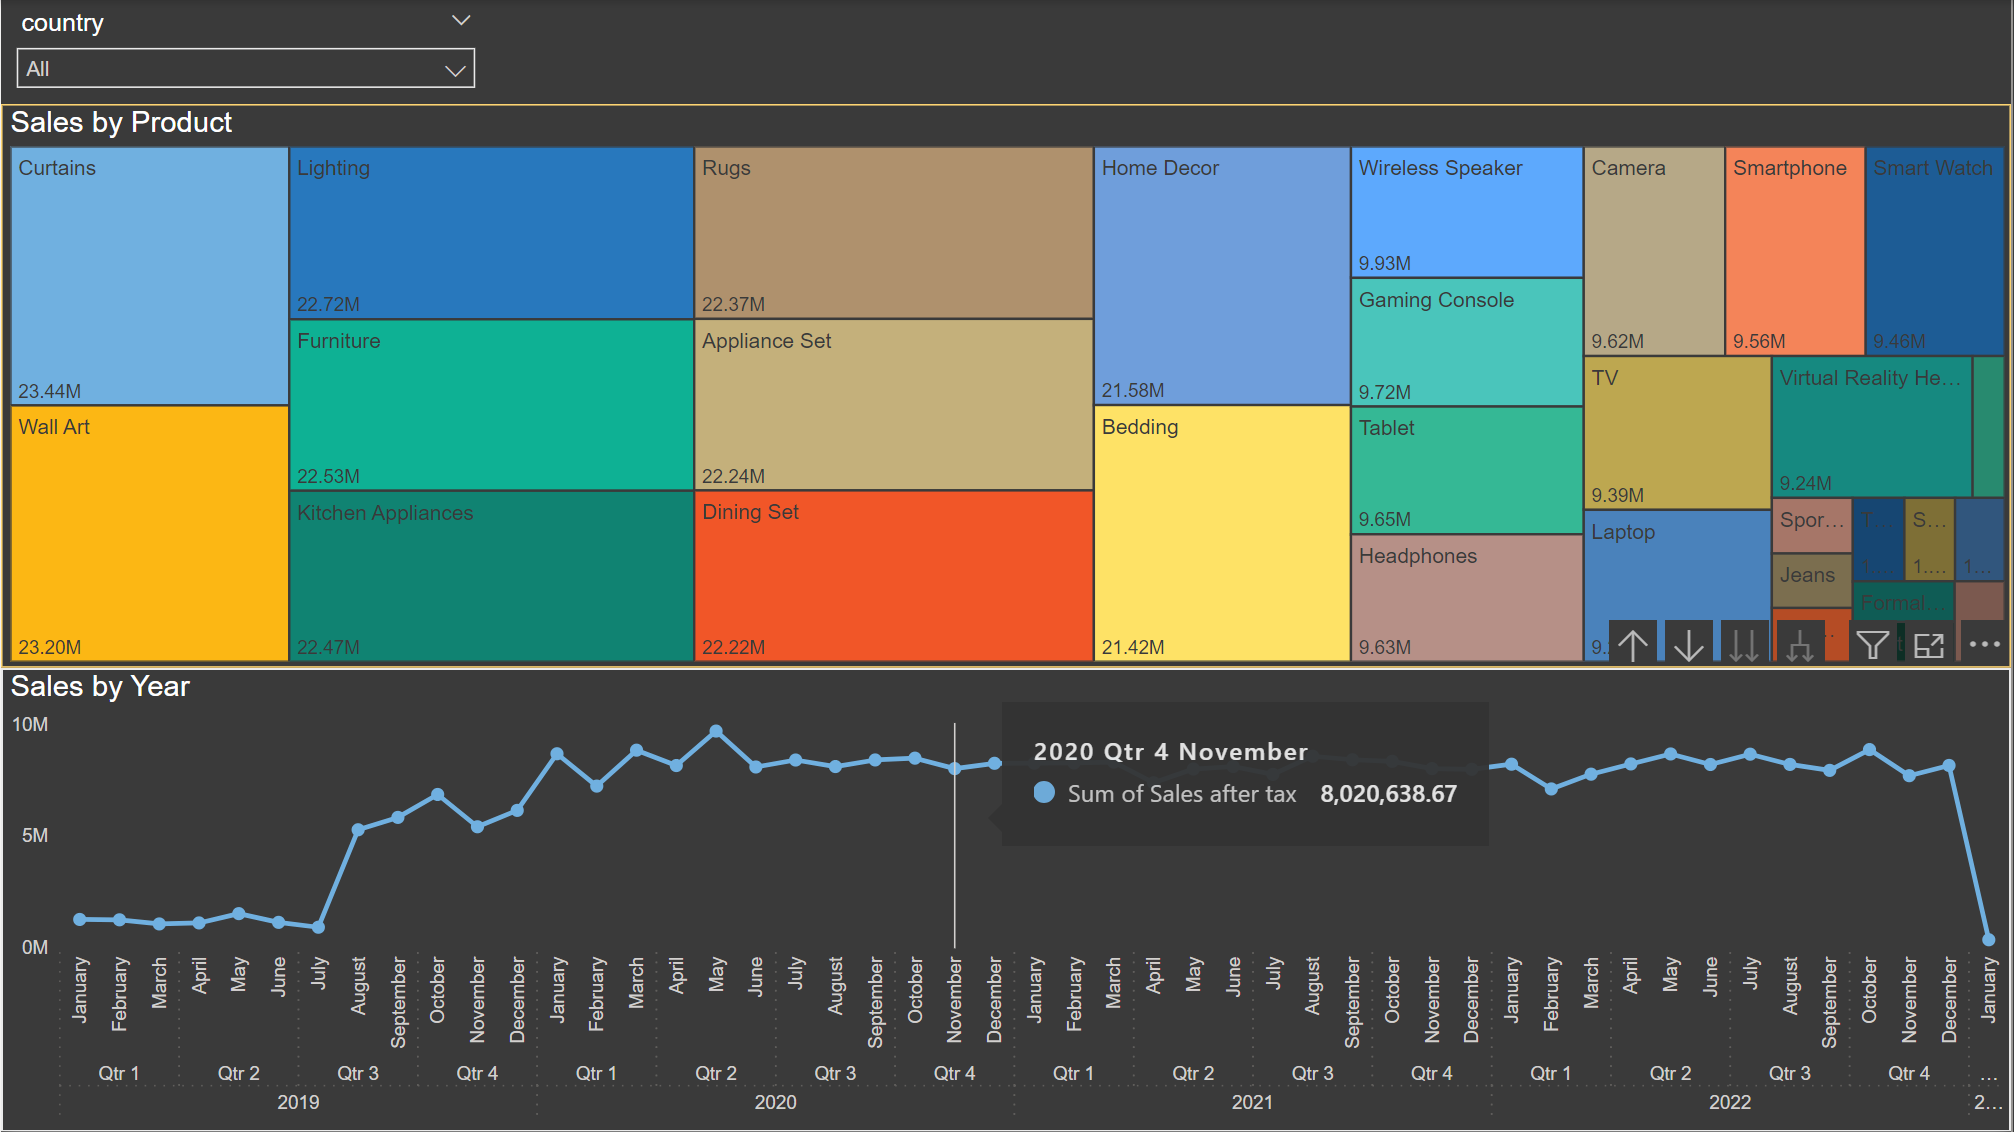 country
All
Sales by Product
Curtains
23.44M
Wall Art
23.20M
Lighting
22.72M
Furniture
22.53M
Kitchen Appliances
22.47M
Rugs
22.37M
Appliance Set
22.24M
Dining Set
22.22M
Home Decor
21.58M
Bedding
21.42M
Wireless Speaker
9.93M
Gaming Console
9.72M
Tablet
9.65M
Headphones
9.63M
Camera
9.62M
Smartphone
9.56M
Smart Watch
9.46M
TV
9.39M
Laptop
Virtual Reality He...
9.24M
Spor...
Jeans
T...
1....
S...
1....
1...
Formal...
Sales by Year
10M
5M
0M
2020 Qtr 4 November
Sum of Sales after tax 8,020,638.67
January February March April May June July August September October November December January February March April May June July August September October November December January February March April May June July August September October November December January February March April May June July August September October November December January
Qtr 1 Qtr 2 Qtr 3 Qtr 4 Qtr 1 Qtr 2 Qtr 3 Qtr 4 Qtr 1 Qtr 2 Qtr 3 Qtr 4 Qtr 1 Qtr 2 Qtr 3 Qtr 4 ...
2019 2020 2021 2022 2...